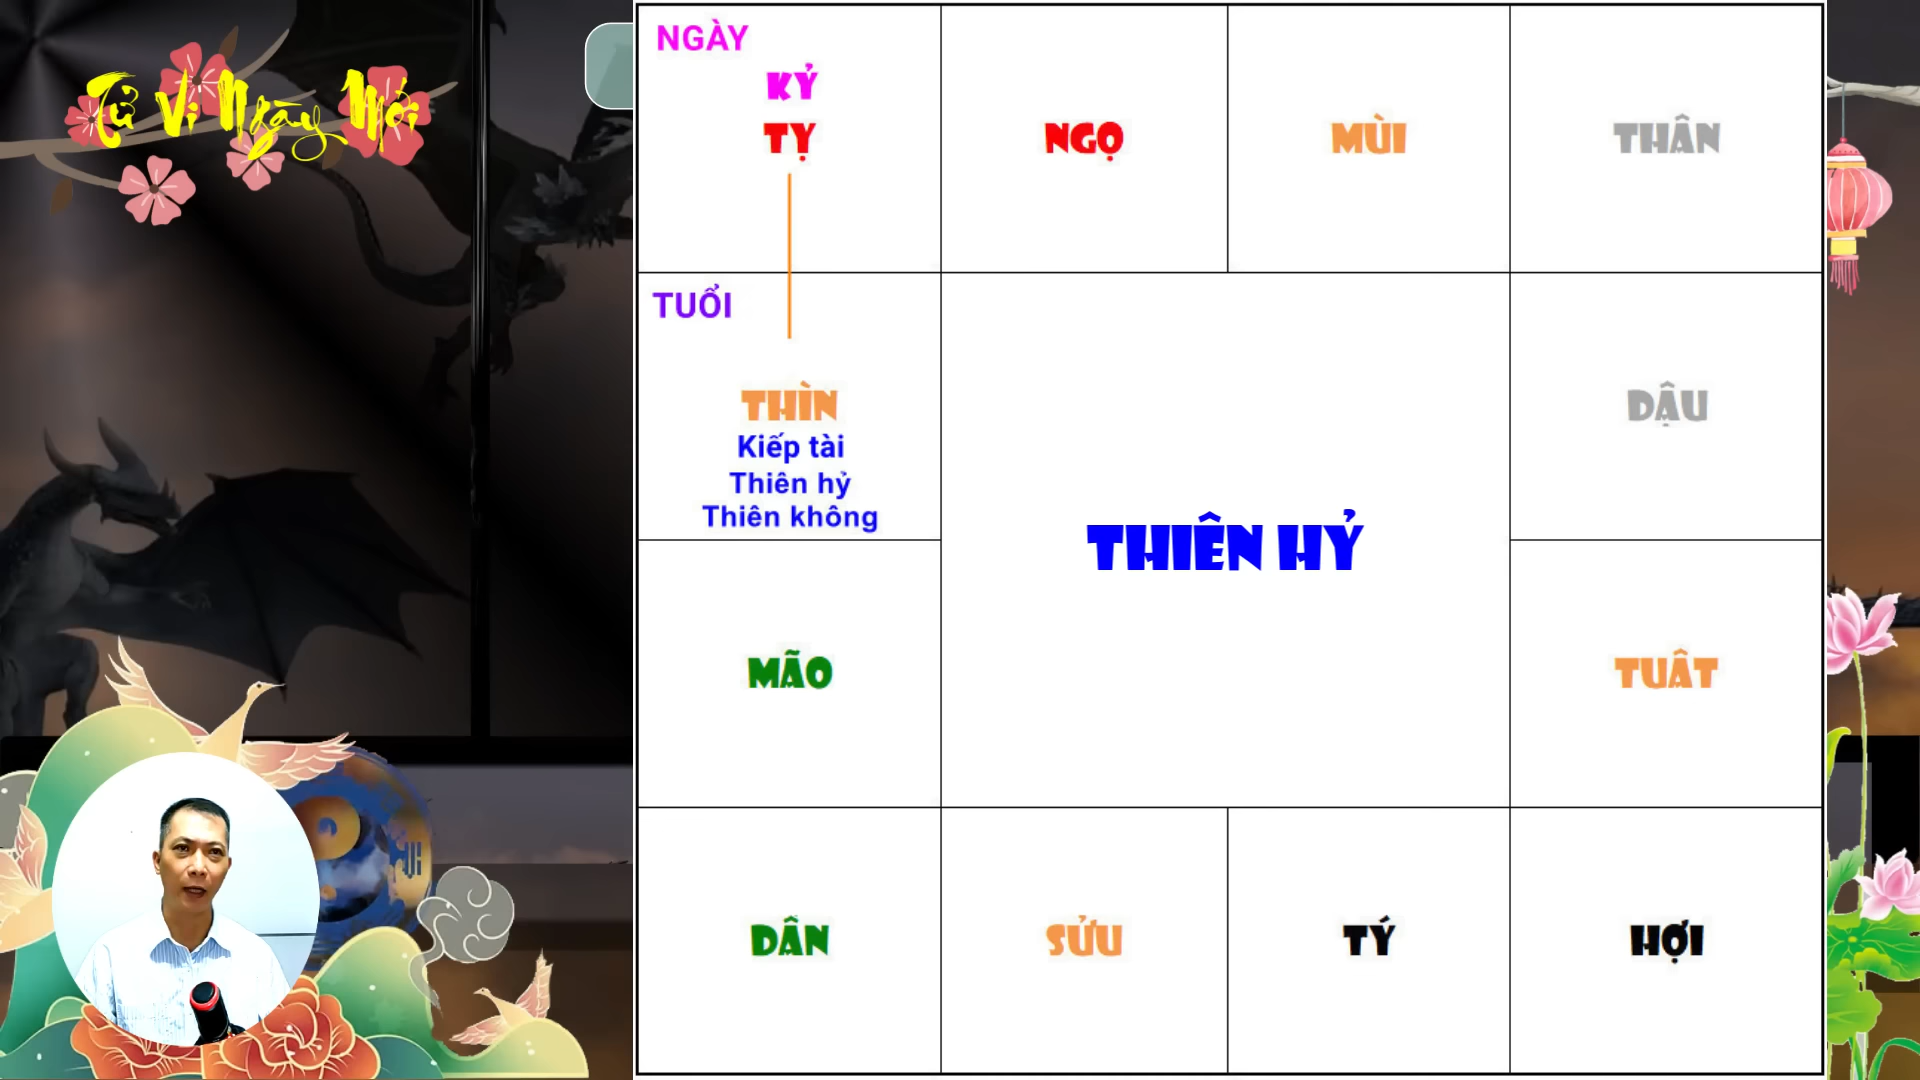 Tử Vi Ngày Mới
NGÀY
KỶ
TỴ
NGỌ
MÙI
THÂN
TUỔI
THÌN
Kiếp tài
Thiên hỷ
Thiên không
DẬU
THIÊN HỶ
MÃO
TUẤT
DẦN
SỬU
TÝ
HỢI